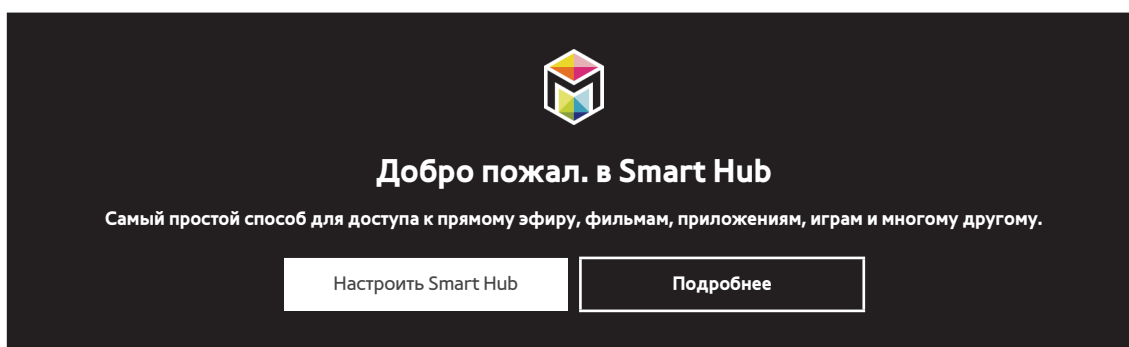 Добро пожал. в Smart Hub
Самый простой способ для доступа к прямому эфиру, фильмам, приложениям, играм и многому другому.
Настроить Smart Hub
Подробнее